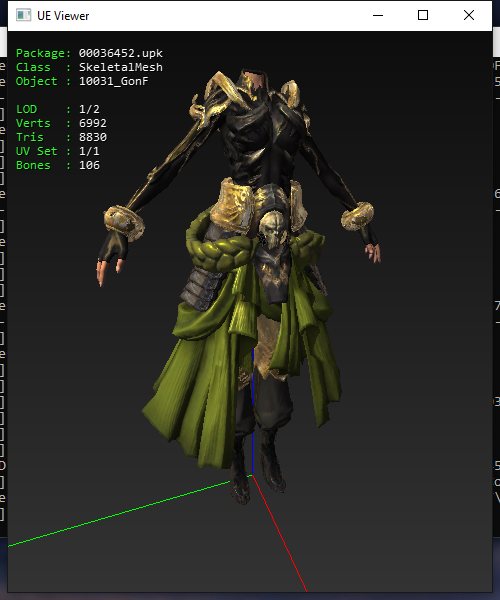 UE Viewer
Package: 00036452.upk
Class : SkeletalMesh
Object : 10031_GonF
LOD : 1/2
Verts : 6992
Tris : 8830
UV Set : 1/1
Bones : 106